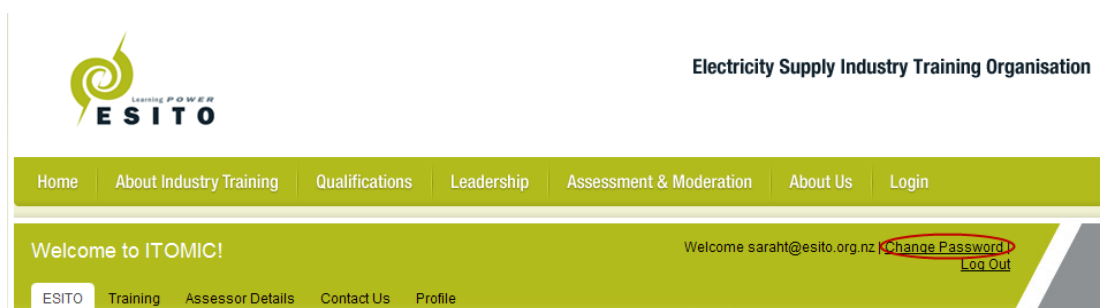 Learning POWER
ESITO
Electricity Supply Industry Training Organisation
Home About Industry Training Qualifications Leadership Assessment & Moderation About Us Login
Welcome to ITOMIC!
Welcome saraht@esito.org.nz | Change Password |
Log Out
ESITO Training Assessor Details Contact Us Profile